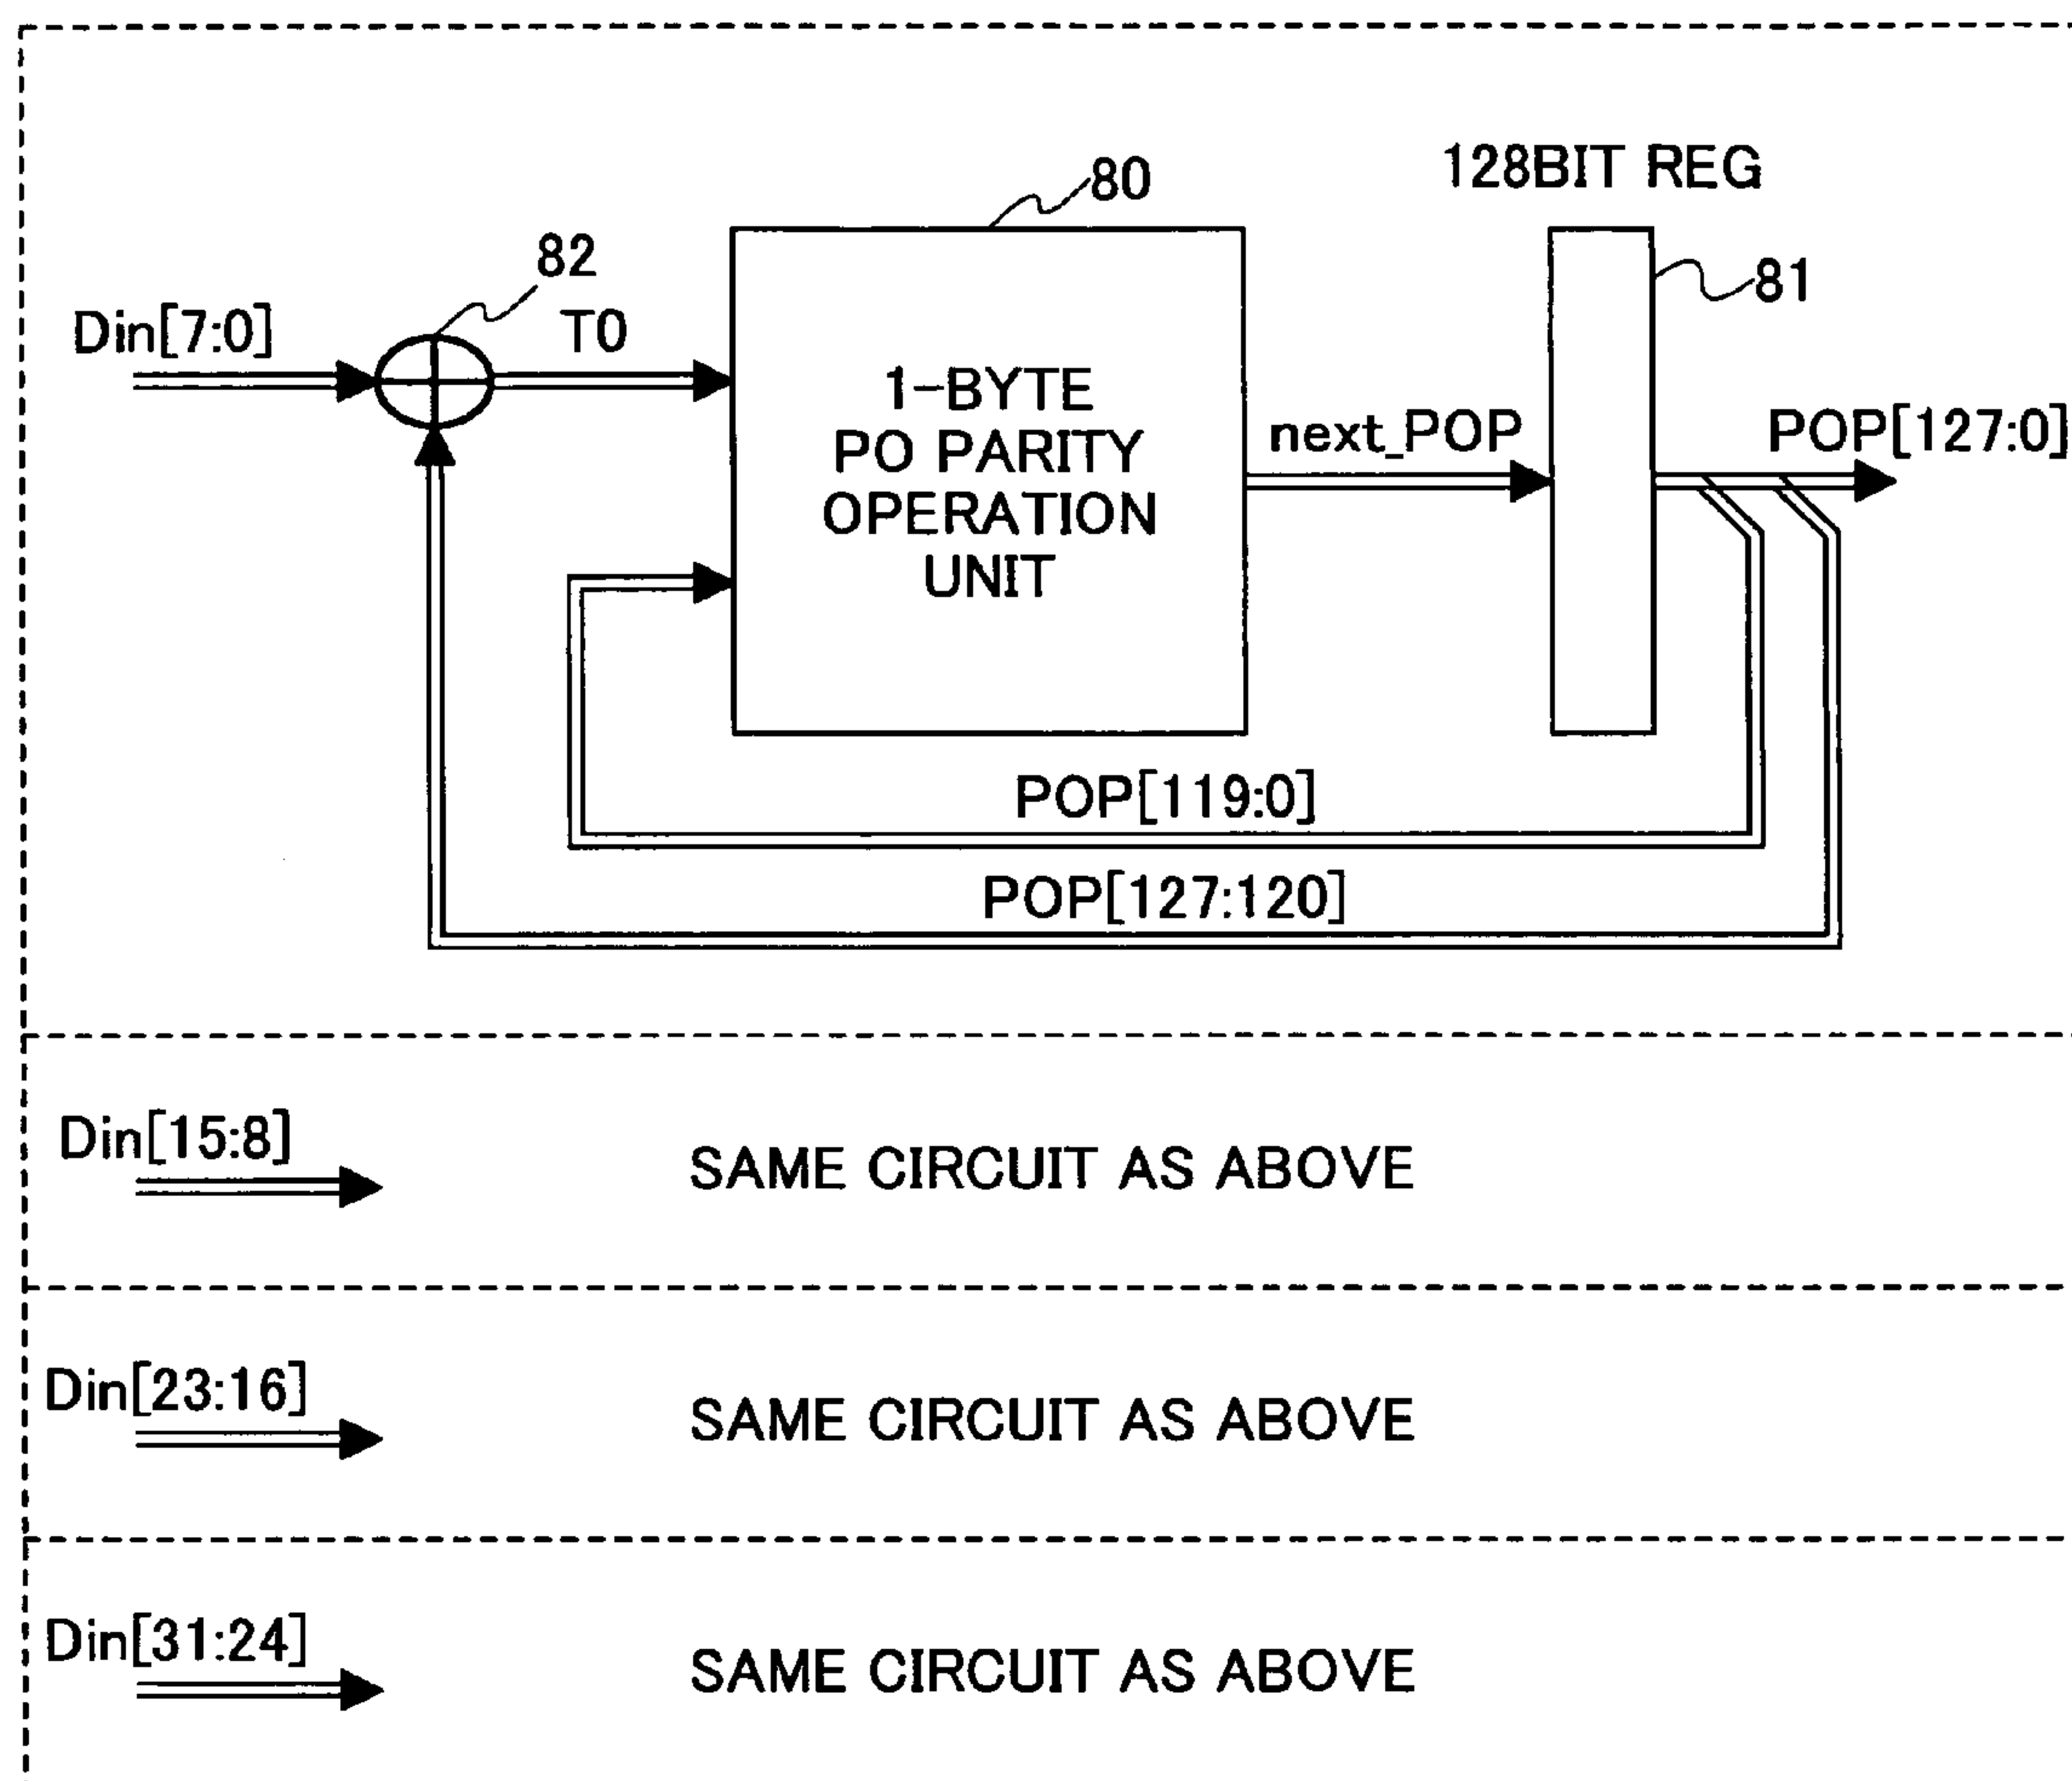 80
128BIT REG
82
81
Din[7:0]
T0
1-BYTE
PO PARITY
OPERATION
UNIT
next_POP
POP[127:0]
POP[119:0]
POP[127:120]
Din[15:8]
SAME CIRCUIT AS ABOVE
Din[23:16]
SAME CIRCUIT AS ABOVE
Din[31:24]
SAME CIRCUIT AS ABOVE